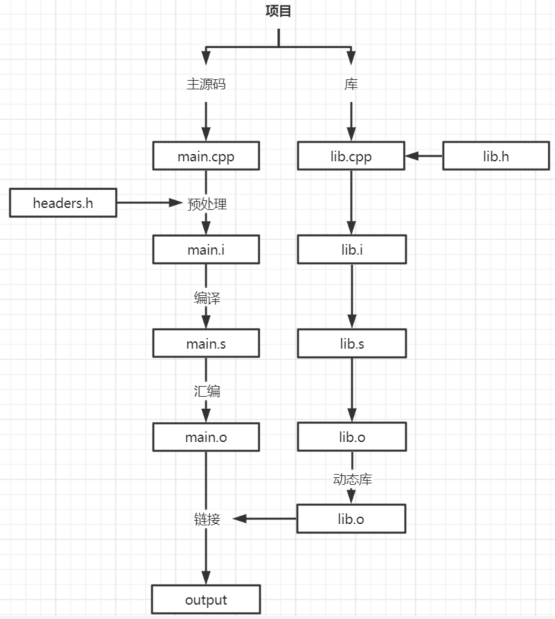 项目
主源码
库
main.cpp
lib.cpp
lib.h
headers.h
预处理
main.i
lib.i
编译
main.s
lib.s
汇编
main.o
lib.o
动态库
链接
lib.o
output